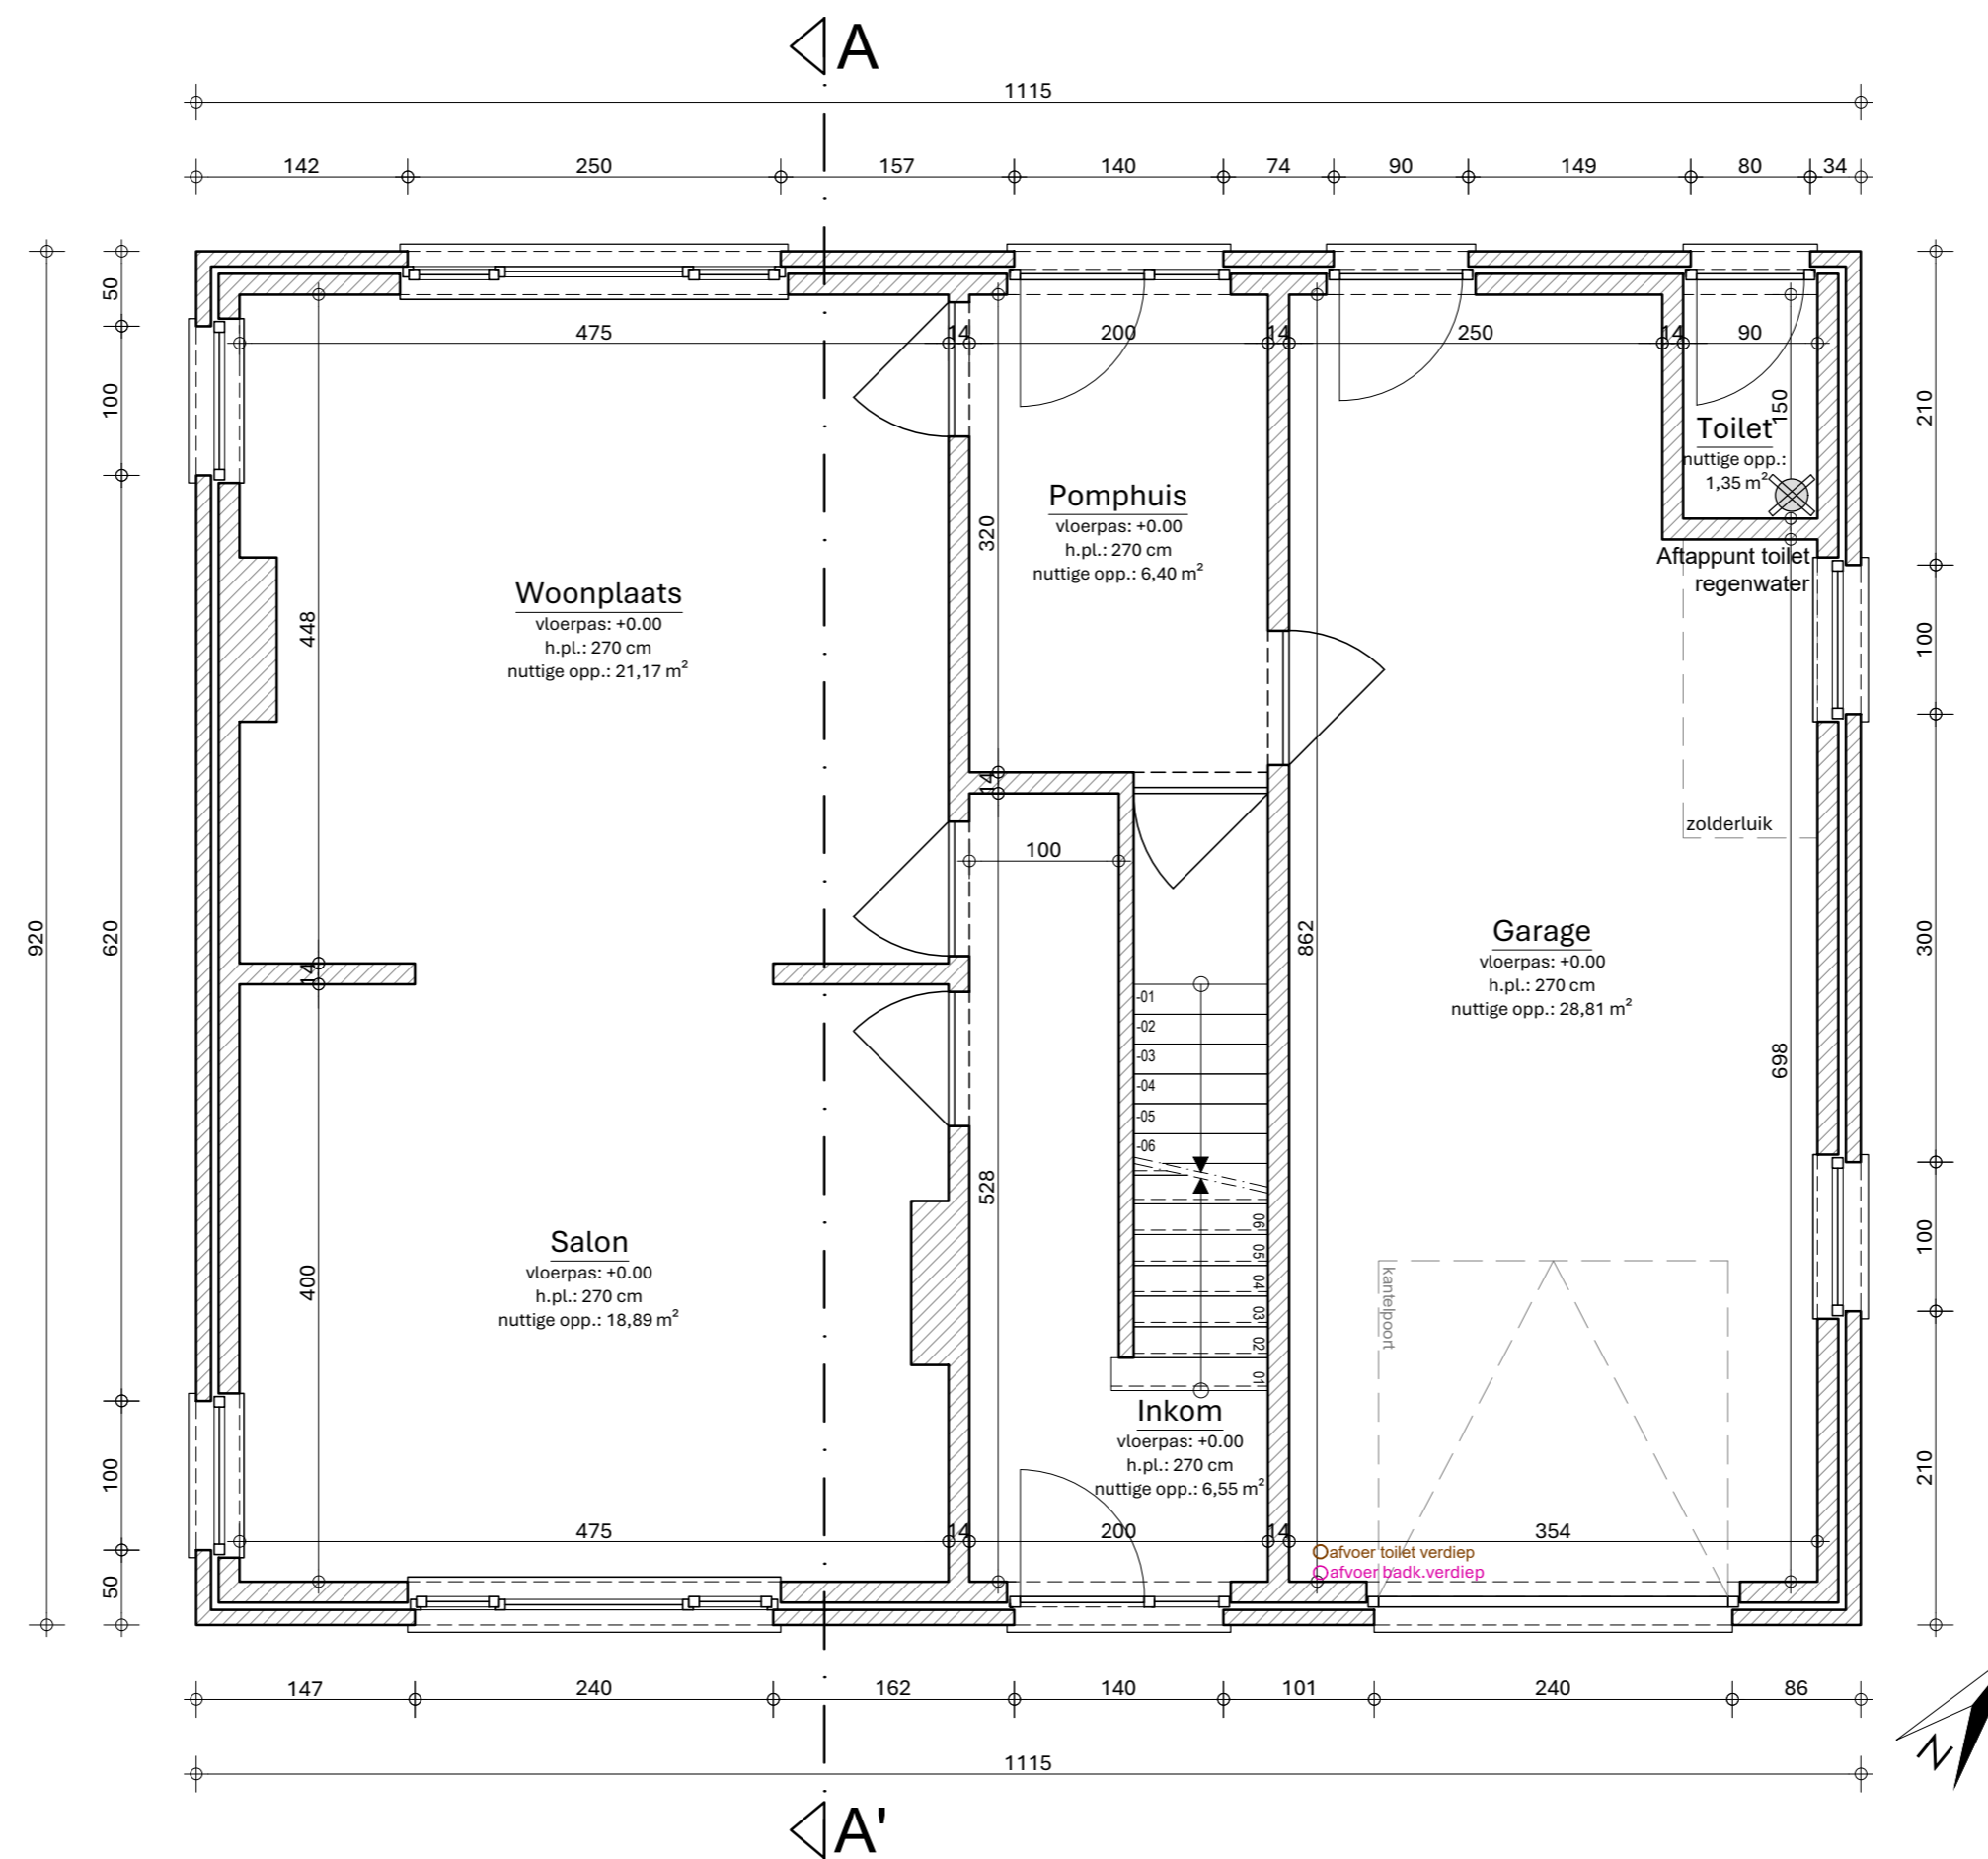 A
1115
142 250 157 140 74 90 149 80 34
475 14 200 14 250 14 90
50
100
620
100
50
920
210
100
300
100
210
150
Toilet
nuttige opp.:
1,35 m²
Aftappunt toilet
regenwater
Pomphuis
vloerpas: +0.00
h.pl.: 270 cm
nuttige opp.: 6,40 m²
320
Woonplaats
vloerpas: +0.00
h.pl.: 270 cm
nuttige opp.: 21,17 m²
448
14
14
100
zolderluik
862
Garage
vloerpas: +0.00
h.pl.: 270 cm
nuttige opp.: 28,81 m²
698
-01
-02
-03
-04
-05
-06
528
06
05
04
03
02
01
Salon
vloerpas: +0.00
h.pl.: 270 cm
nuttige opp.: 18,89 m²
400
kantelpoort
Inkom
vloerpas: +0.00
h.pl.: 270 cm
nuttige opp.: 6,55 m²
475 14 200 14 354
afvoer toilet verdiep
afvoer badk.verdiep
147 240 162 140 101 240 86
N
1115
A'